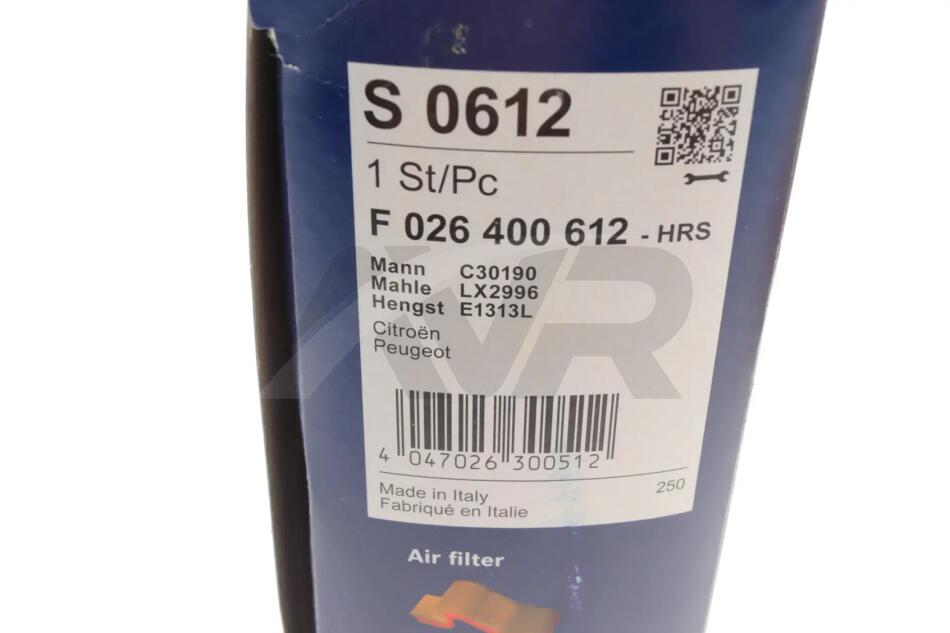 S 0612
1 St/Pc
F 026 400 612 - HRS
Mann C30190
Mahle LX2996
Hengst E1313L
Citroën
Peugeot
4 047026 300512
Made in Italy
Fabriqué en Italie
250
Air filter
AVR